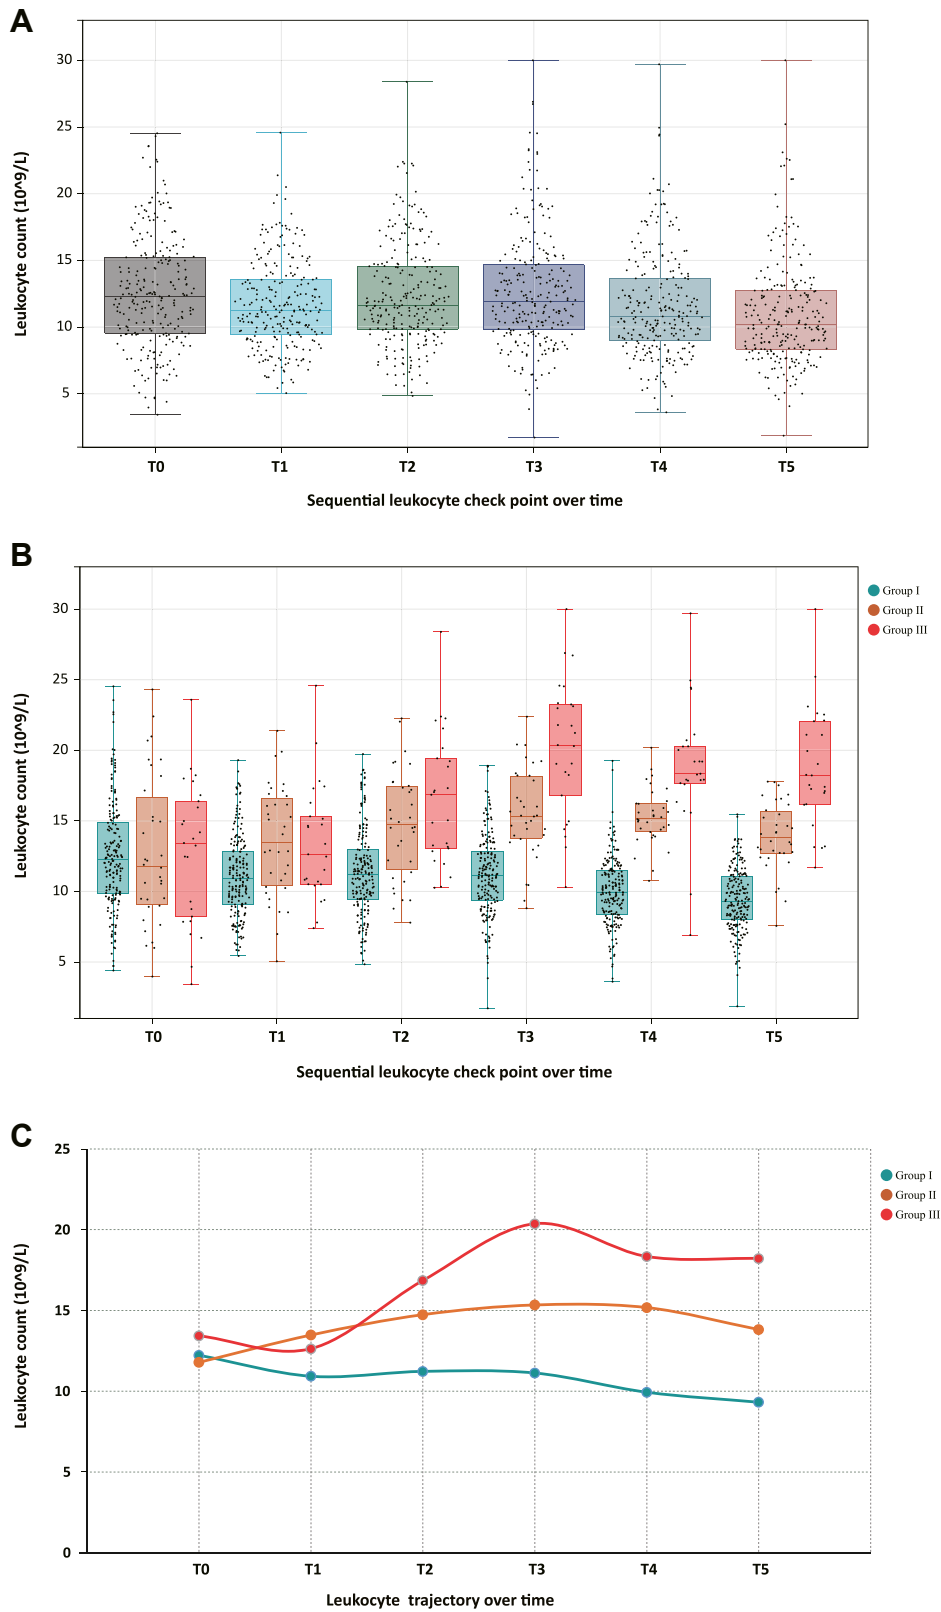 A
Leukocyte count (10^9/L)
30
25
20
15
10
5
T0 T1 T2 T3 T4 T5
Sequential leukocyte check point over time
B
Leukocyte count (10^9/L)
30
25
20
15
10
5
T0 T1 T2 T3 T4 T5
Sequential leukocyte check point over time
Group I
Group II
Group III
C
Leukocyte count (10^9/L)
25
20
15
10
5
0
T0 T1 T2 T3 T4 T5
Leukocyte trajectory over time
Group I
Group II
Group III